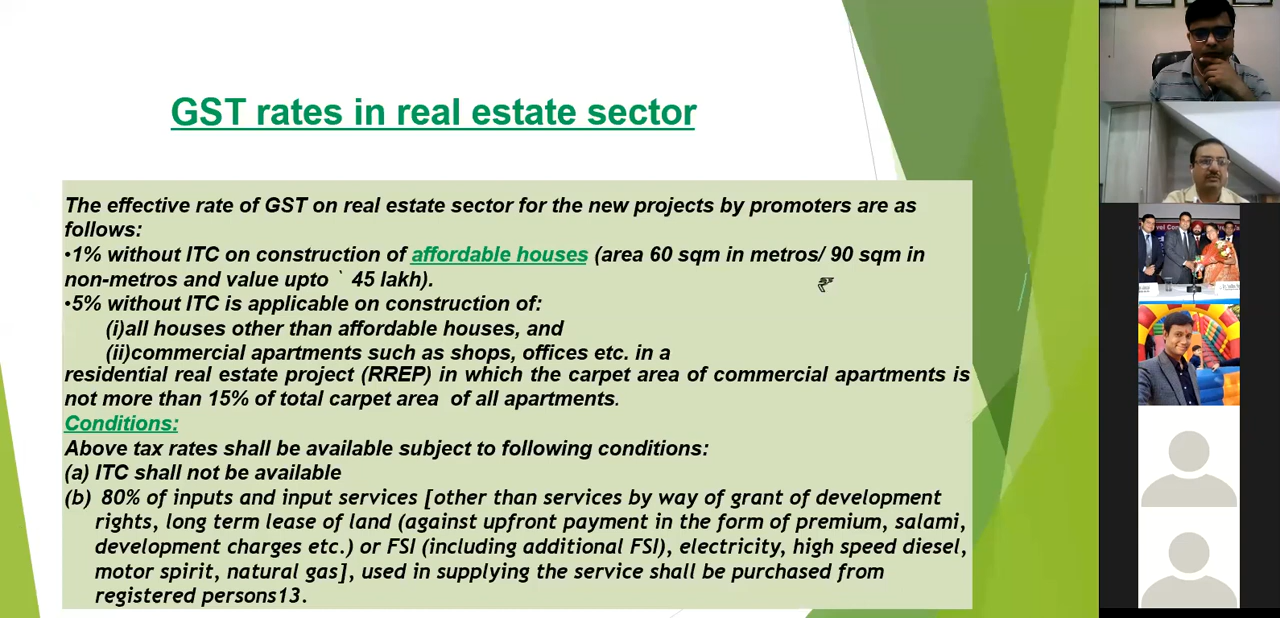 GST rates in real estate sector
The effective rate of GST on real estate sector for the new projects by promoters are as
follows:
•1% without ITC on construction of affordable houses (area 60 sqm in metros/ 90 sqm in
non-metros and value upto ` 45 lakh).
₹
•5% without ITC is applicable on construction of:
(i)all houses other than affordable houses, and
(ii)commercial apartments such as shops, offices etc. in a
residential real estate project (RREP) in which the carpet area of commercial apartments is
not more than 15% of total carpet area of all apartments.
Conditions:
Above tax rates shall be available subject to following conditions:
(a) ITC shall not be available
(b) 80% of inputs and input services [other than services by way of grant of development
rights, long term lease of land (against upfront payment in the form of premium, salami,
development charges etc.) or FSI (including additional FSI), electricity, high speed diesel,
motor spirit, natural gas], used in supplying the service shall be purchased from
registered persons13.